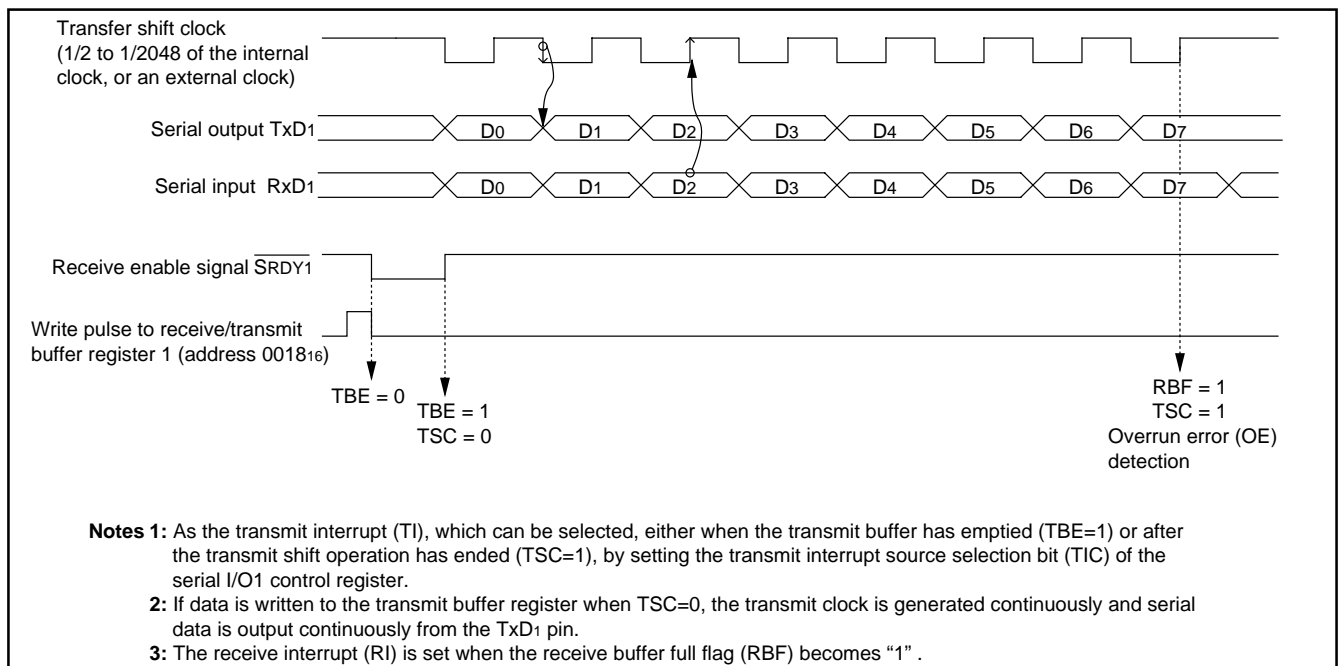 Transfer shift clock
(1/2 to 1/2048 of the internal
clock, or an external clock)
Serial output TxD1
D0 D1 D2 D3 D4 D5 D6 D7
Serial input RxD1
D0 D1 D2 D3 D4 D5 D6 D7
Receive enable signal SRDY1
Write pulse to receive/transmit
buffer register 1 (address 001816)
TBE = 0
TBE = 1
TSC = 0
RBF = 1
TSC = 1
Overrun error (OE)
detection
Notes 1: As the transmit interrupt (TI), which can be selected, either when the transmit buffer has emptied (TBE=1) or after
the transmit shift operation has ended (TSC=1), by setting the transmit interrupt source selection bit (TIC) of the
serial I/O1 control register.
2: If data is written to the transmit buffer register when TSC=0, the transmit clock is generated continuously and serial
data is output continuously from the TxD1 pin.
3: The receive interrupt (RI) is set when the receive buffer full flag (RBF) becomes “1” .